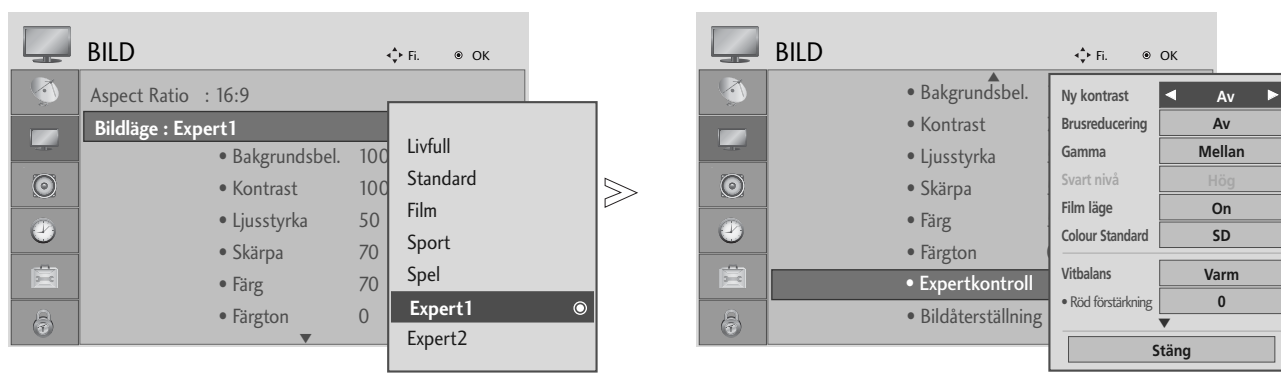 BILD Fi. OK
Aspect Ratio : 16:9
Bildläge : Expert1
• Bakgrundsbel. 100
• Kontrast 100
• Ljusstyrka 50
• Skärpa 70
• Färg 70
• Färgton 0
Livfull
Standard
Film
Sport
Spel
Expert1
Expert2
BILD Fi. OK
• Bakgrundsbel.
• Kontrast
• Ljusstyrka
• Skärpa
• Färg
• Färgton
• Expertkontroll
• Bildåterställning
Ny kontrast Av
Brusreducering Av
Gamma Mellan
Svart nivå Hög
Film läge On
Colour Standard SD
Vitbalans Varm
• Röd förstärkning 0
Stäng